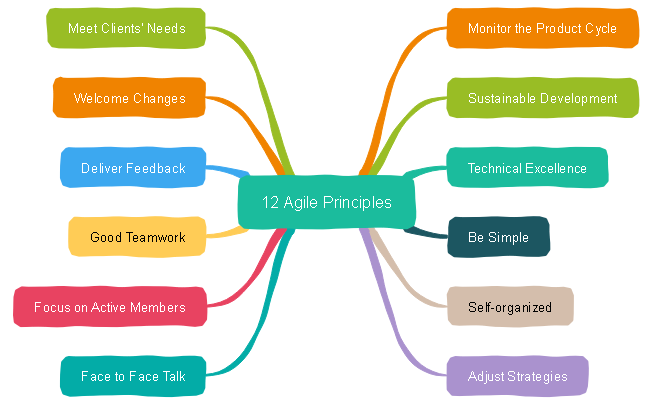 Meet Clients' Needs
Welcome Changes
Deliver Feedback
Good Teamwork
Focus on Active Members
Face to Face Talk
12 Agile Principles
Monitor the Product Cycle
Sustainable Development
Technical Excellence
Be Simple
Self-organized
Adjust Strategies